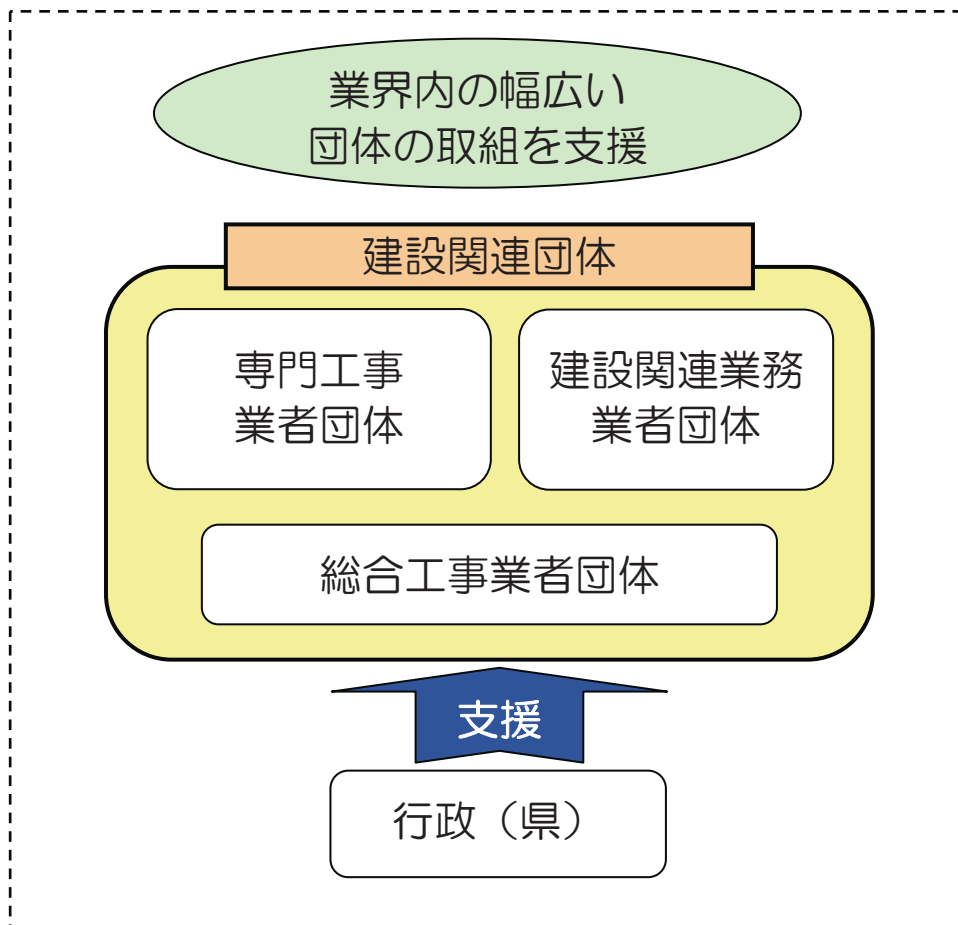 業界内の幅広い
団体の取組を支援
建設関連団体
専門工事
業者団体
建設関連業務
業者団体
総合工事業者団体
支援
行政（県）